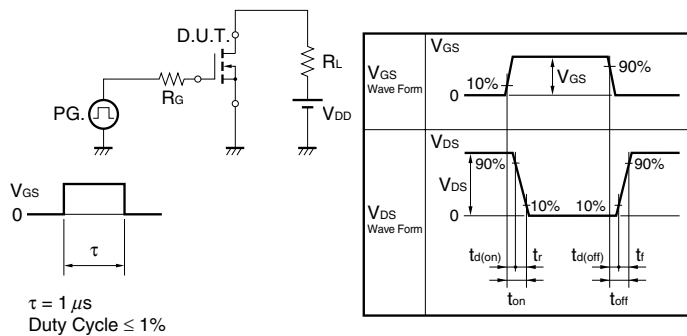 D.U.T.
RL
RG
PG.
VDD
VGS
0
τ
τ = 1 μs
Duty Cycle ≤ 1%
VGS
Wave Form
VGS
10%
0
VGS
90%
VDS
Wave Form
VDS
90%
VDS
0
10%
10%
90%
td(on)
tr
td(off)
tf
ton
toff